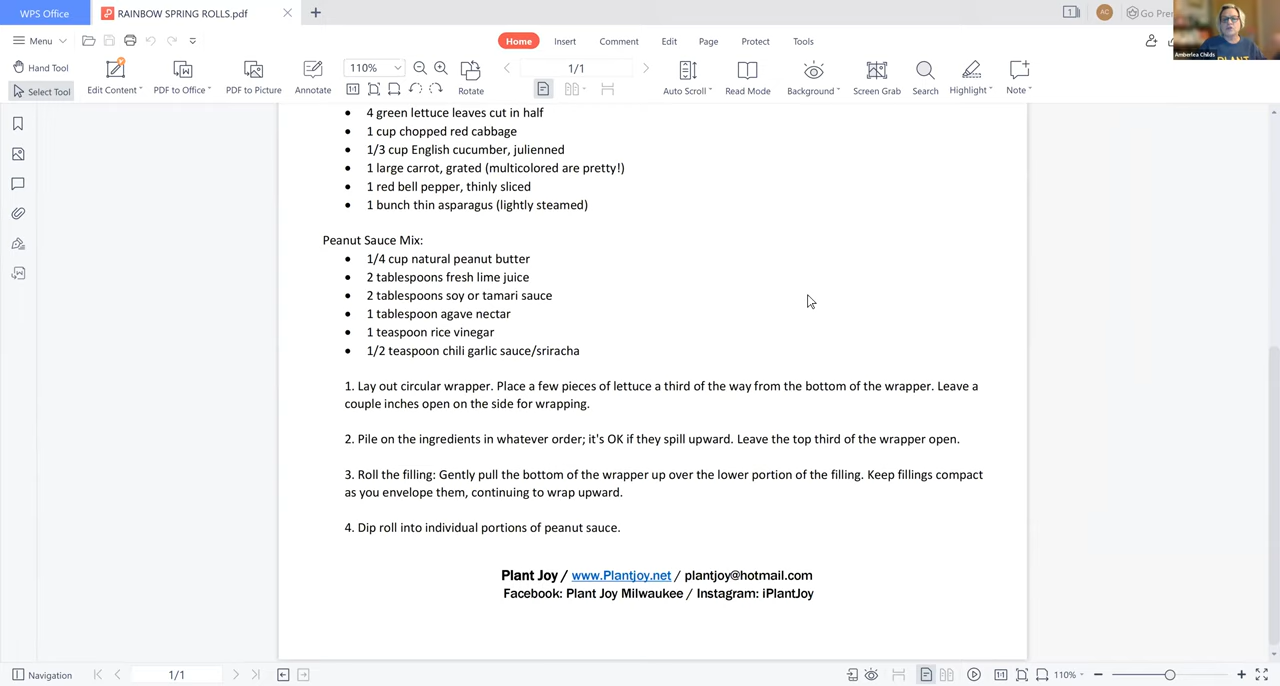 WPS Office
RAINBOW SPRING ROLLS.pdf
1
AC
Go Pre
Menu
Home
Insert
Comment
Edit
Page
Protect
Tools
Amberlea Childs
Hand Tool
Select Tool
Edit Content
PDF to Office
PDF to Picture
Annotate
110%
1/1
Rotate
Auto Scroll
Read Mode
Background
Screen Grab
Search
Highlight
Note
• 4 green lettuce leaves cut in half
• 1 cup chopped red cabbage
• 1/3 cup English cucumber, julienned
• 1 large carrot, grated (multicolored are pretty!)
• 1 red bell pepper, thinly sliced
• 1 bunch thin asparagus (lightly steamed)
Peanut Sauce Mix:
• 1/4 cup natural peanut butter
• 2 tablespoons fresh lime juice
• 2 tablespoons soy or tamari sauce
• 1 tablespoon agave nectar
• 1 teaspoon rice vinegar
• 1/2 teaspoon chili garlic sauce/sriracha
1. Lay out circular wrapper. Place a few pieces of lettuce a third of the way from the bottom of the wrapper. Leave a
couple inches open on the side for wrapping.
2. Pile on the ingredients in whatever order; it's OK if they spill upward. Leave the top third of the wrapper open.
3. Roll the filling: Gently pull the bottom of the wrapper up over the lower portion of the filling. Keep fillings compact
as you envelope them, continuing to wrap upward.
4. Dip roll into individual portions of peanut sauce.
Plant Joy / www.Plantjoy.net / plantjoy@hotmail.com
Facebook: Plant Joy Milwaukee / Instagram: iPlantJoy
Navigation
1/1
110%